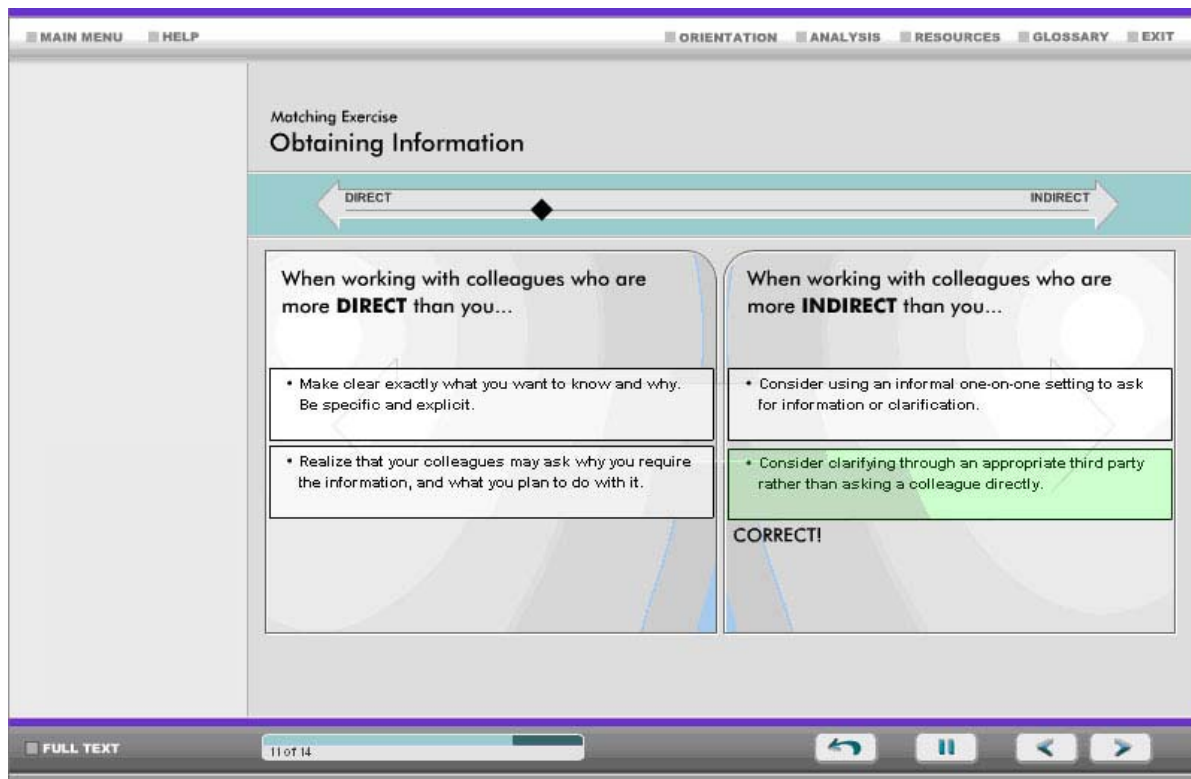 MAIN MENU HELP ORIENTATION ANALYSIS RESOURCES GLOSSARY EXIT
Matching Exercise
Obtaining Information
DIRECT INDIRECT
When working with colleagues who are
more DIRECT than you...
• Make clear exactly what you want to know and why.
Be specific and explicit.
• Realize that your colleagues may ask why you require
the information, and what you plan to do with it.
When working with colleagues who are
more INDIRECT than you...
• Consider using an informal one-on-one setting to ask
for information or clarification.
• Consider clarifying through an appropriate third party
rather than asking a colleague directly.
CORRECT!
FULL TEXT 11 of 14